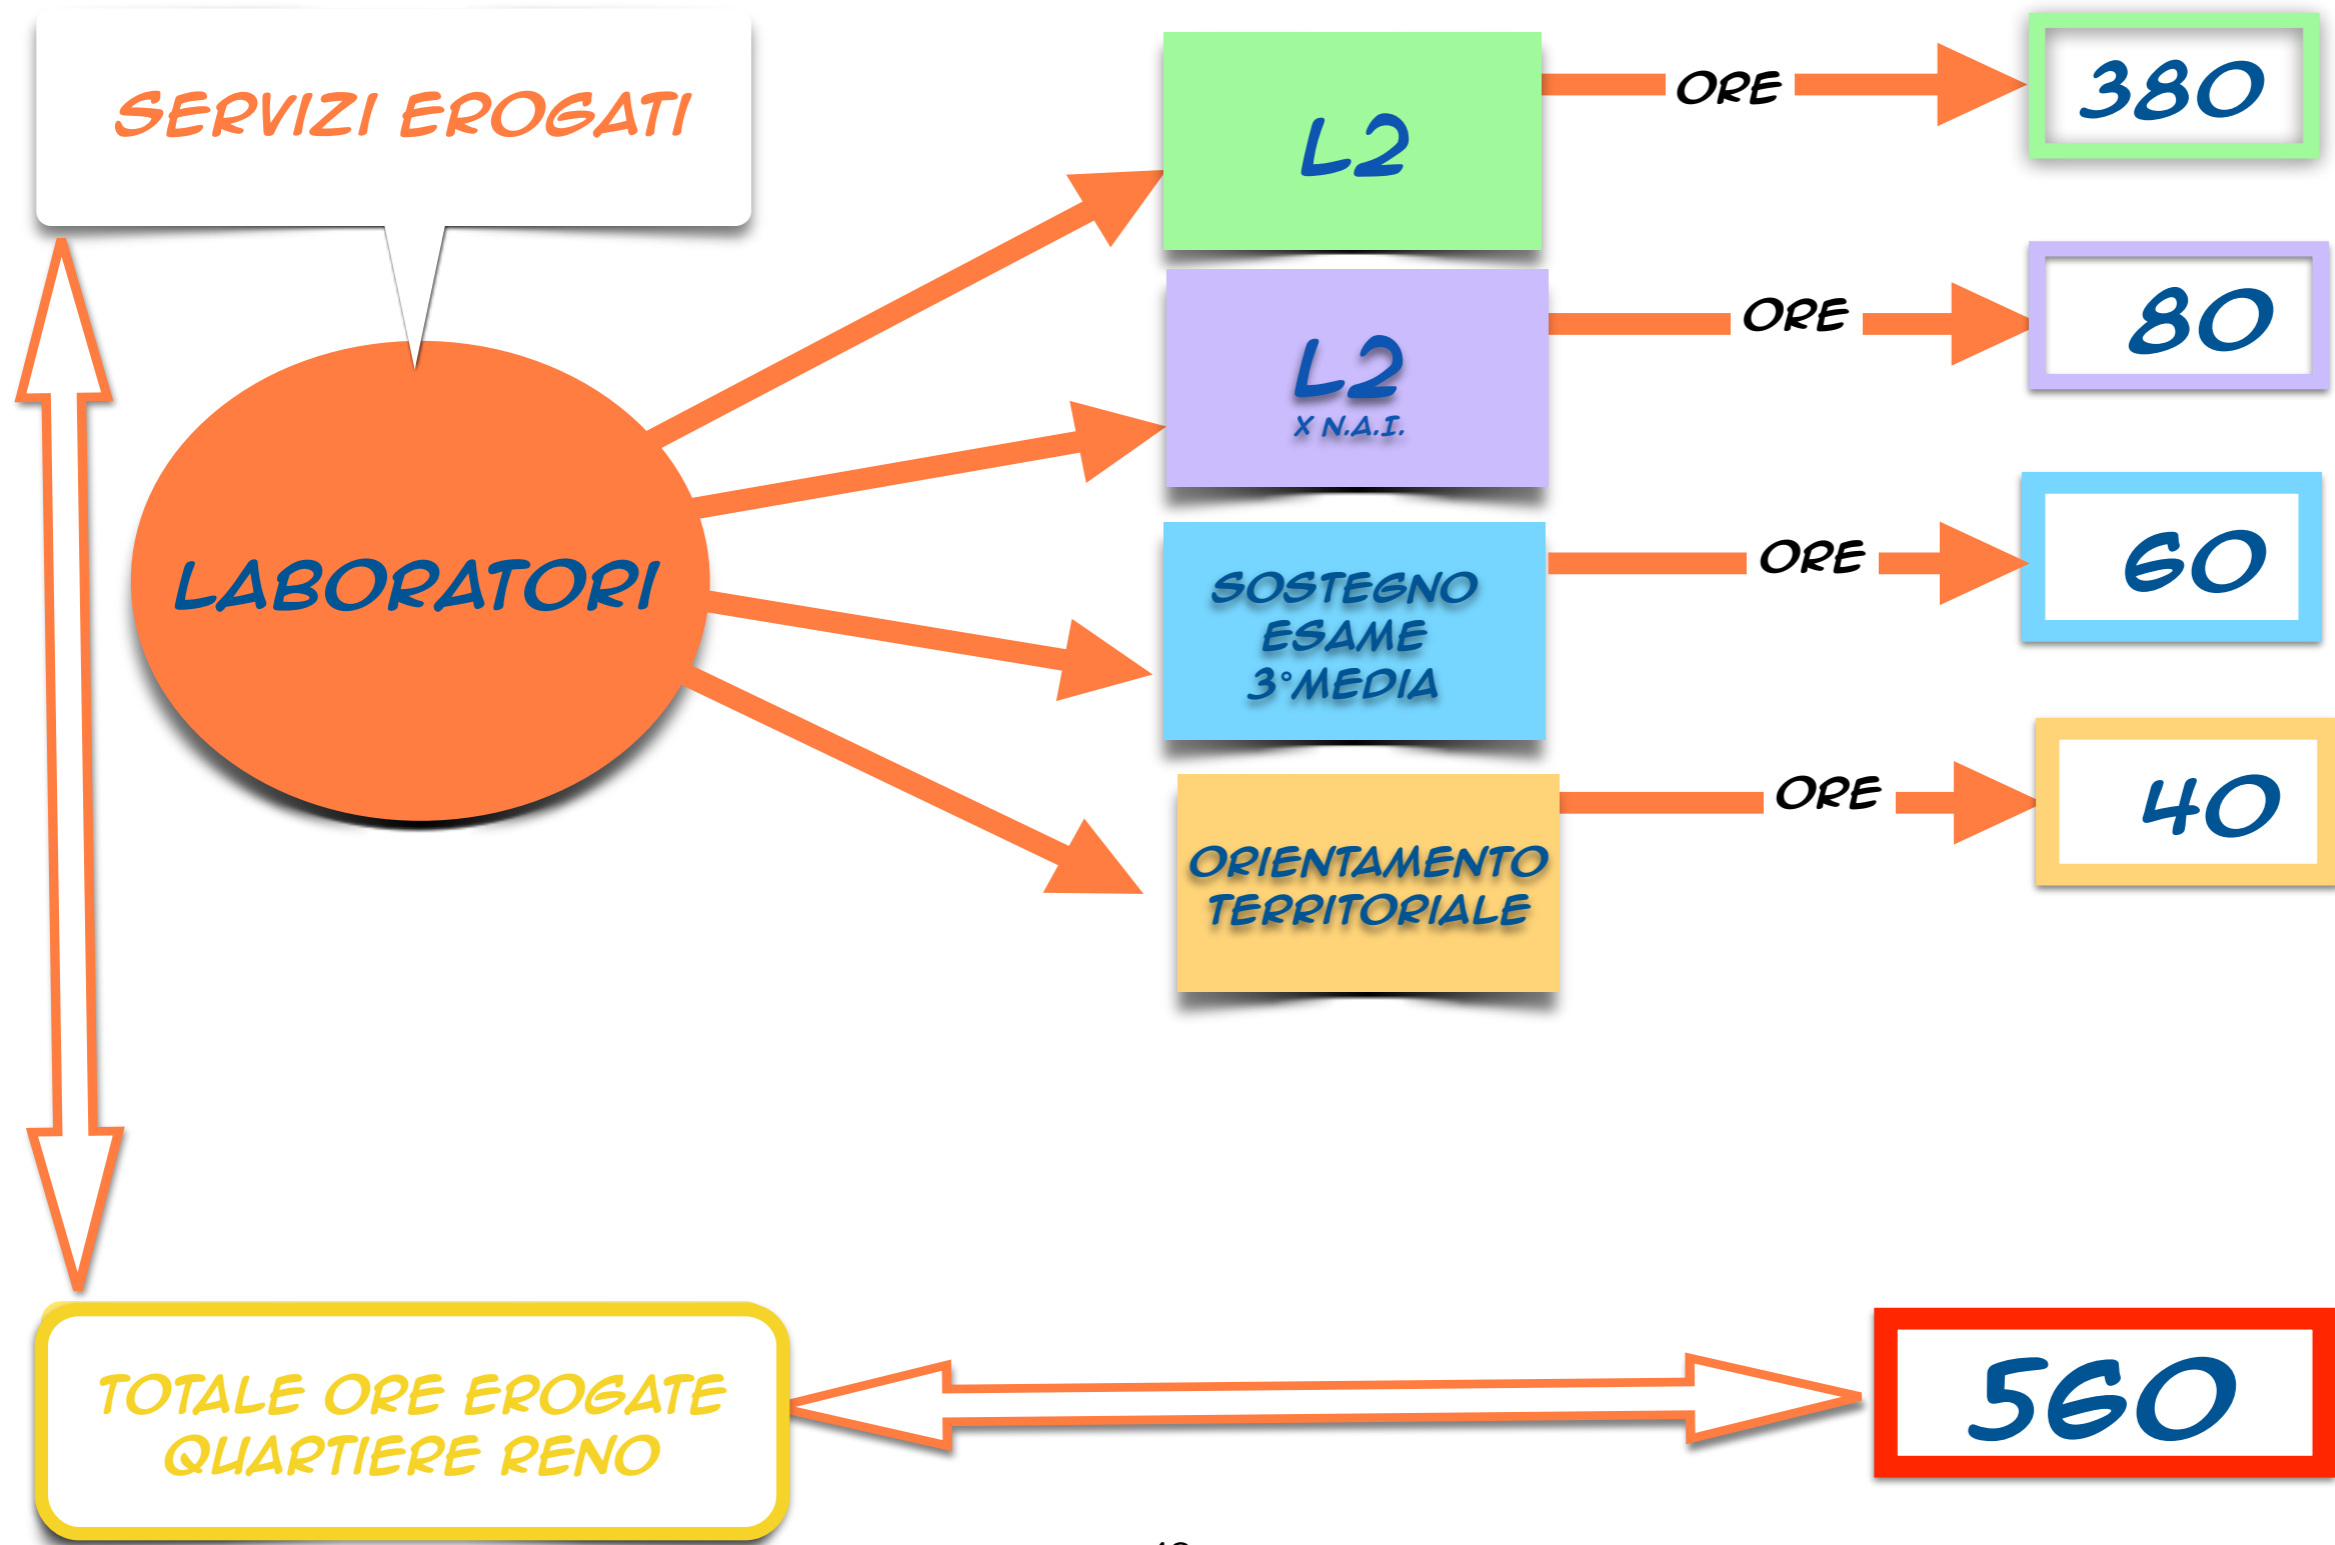 SERVIZI EROGATI
L2
ORE
380
L2
X N.A.I.
ORE
80
LABORATORI
SOSTEGNO
ESAME
3°MEDIA
ORE
60
ORIENTAMENTO
TERRITORIALE
ORE
40
TOTALE ORE EROGATE
QUARTIERE RENO
560